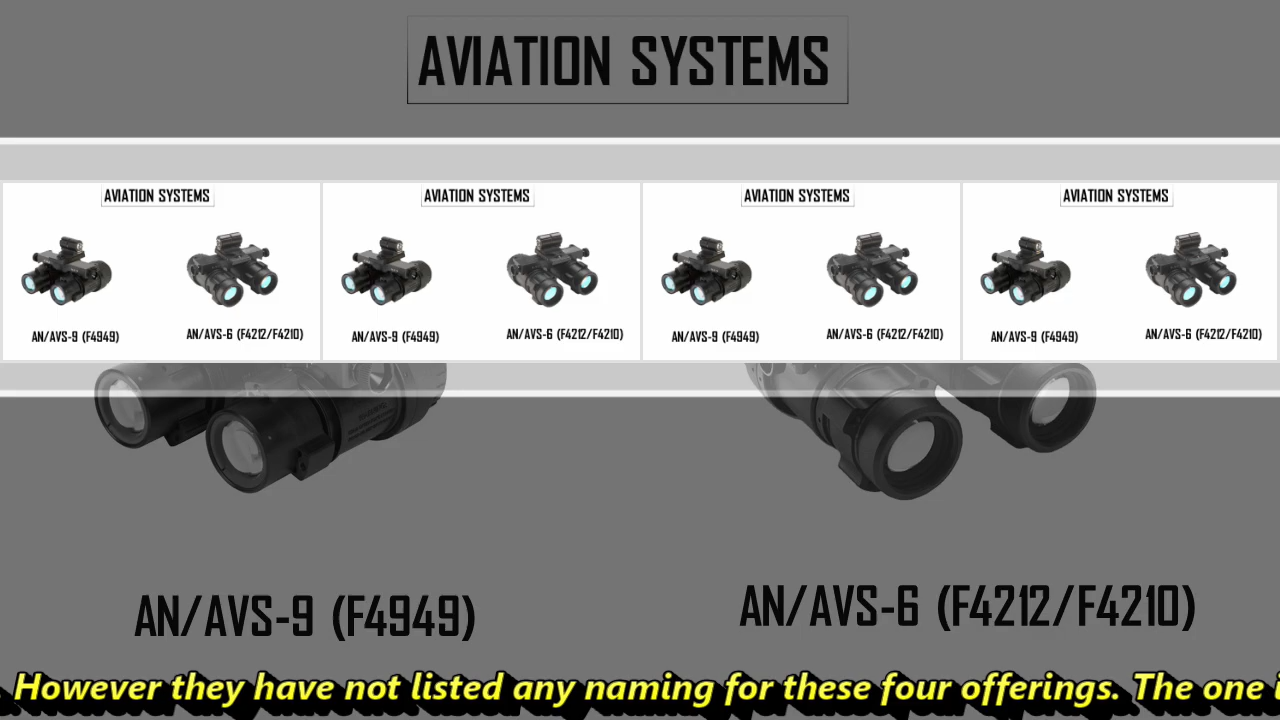 AVIATION SYSTEMS
AVIATION SYSTEMS AVIATION SYSTEMS AVIATION SYSTEMS AVIATION SYSTEMS
AN/AVS-9 (F4949) AN/AVS-6 (F4212/F4210) AN/AVS-9 (F4949) AN/AVS-6 (F4212/F4210) AN/AVS-9 (F4949) AN/AVS-6 (F4212/F4210) AN/AVS-9 (F4949) AN/AVS-6 (F4212/F4210)
AN/AVS-9 (F4949) AN/AVS-6 (F4212/F4210)
. However they have not listed any naming for these four offerings. The one